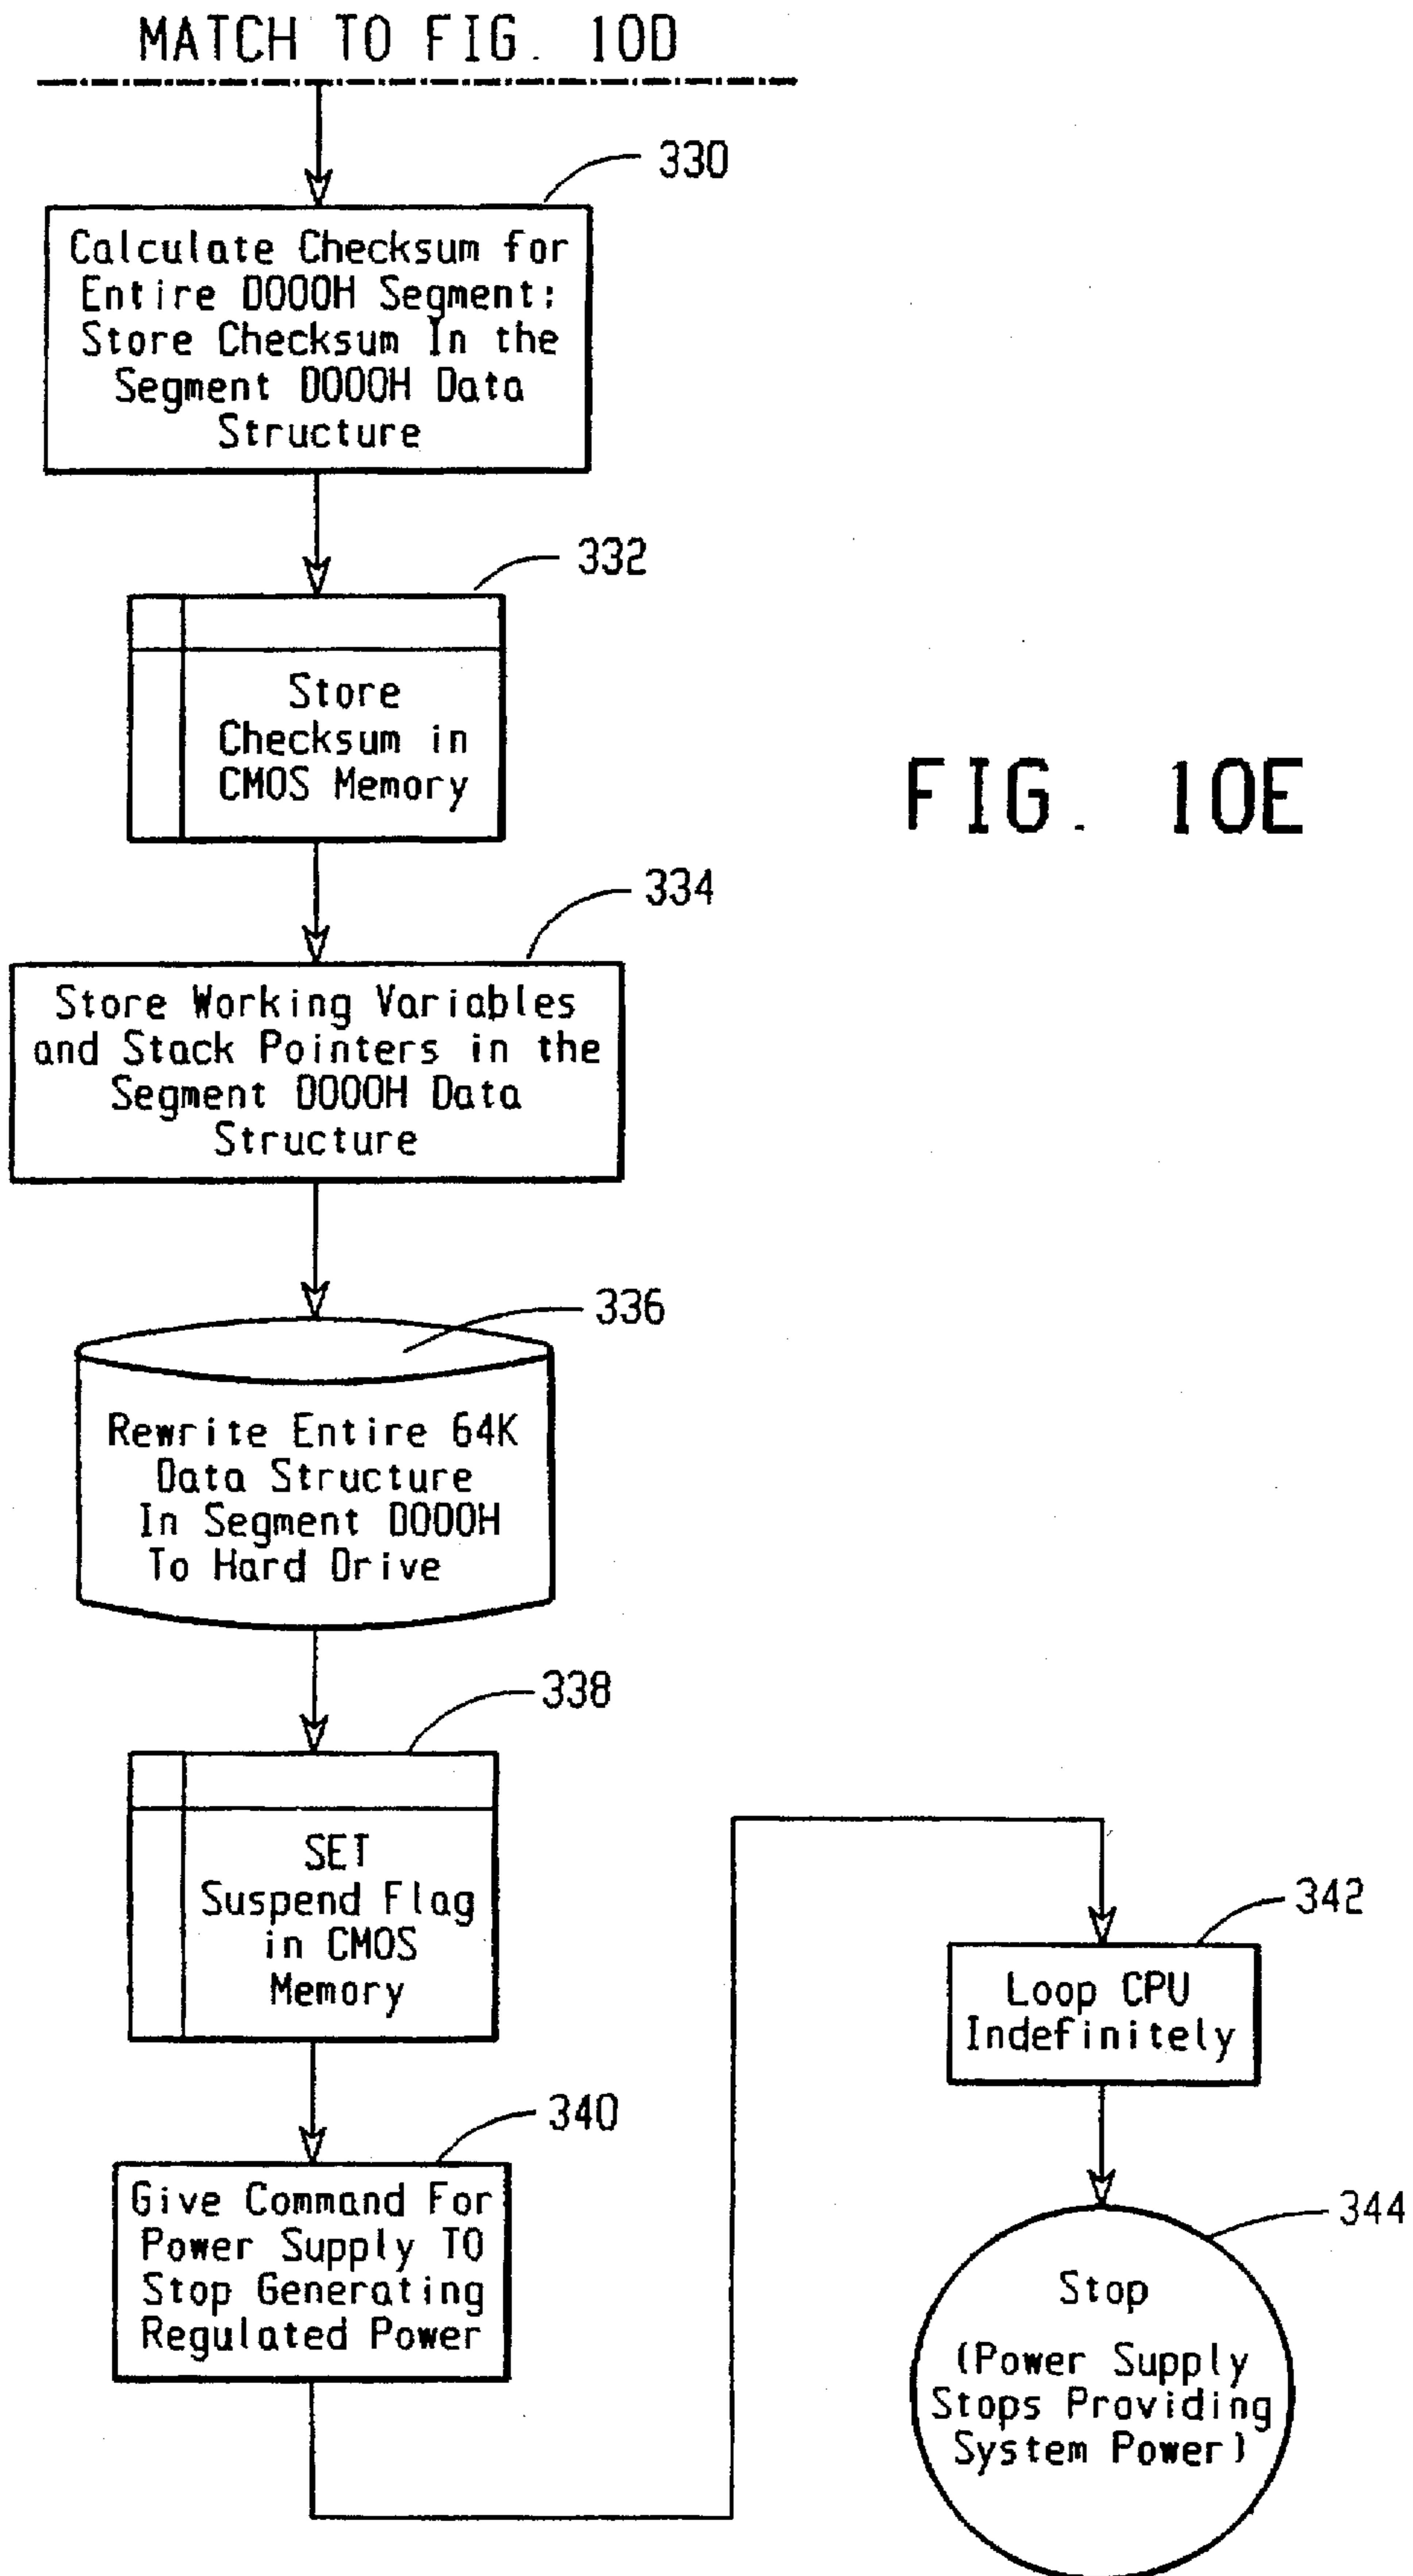 MATCH TO FIG. 10D
330
Calculate Checksum for
Entire D000H Segment;
Store Checksum In the
Segment D000H Data
Structure
332
Store
Checksum in
CMOS Memory
FIG. 10E
334
Store Working Variables
and Stack Pointers in the
Segment D000H Data
Structure
336
Rewrite Entire 64K
Data Structure
In Segment D000H
To Hard Drive
338
SET
Suspend Flag
in CMOS
Memory
340
Give Command For
Power Supply TO
Stop Generating
Regulated Power
342
Loop CPU
Indefinitely
344
Stop
(Power Supply
Stops Providing
System Power)